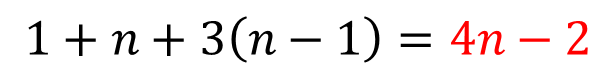 1 + n + 3(n − 1) = 4n − 2